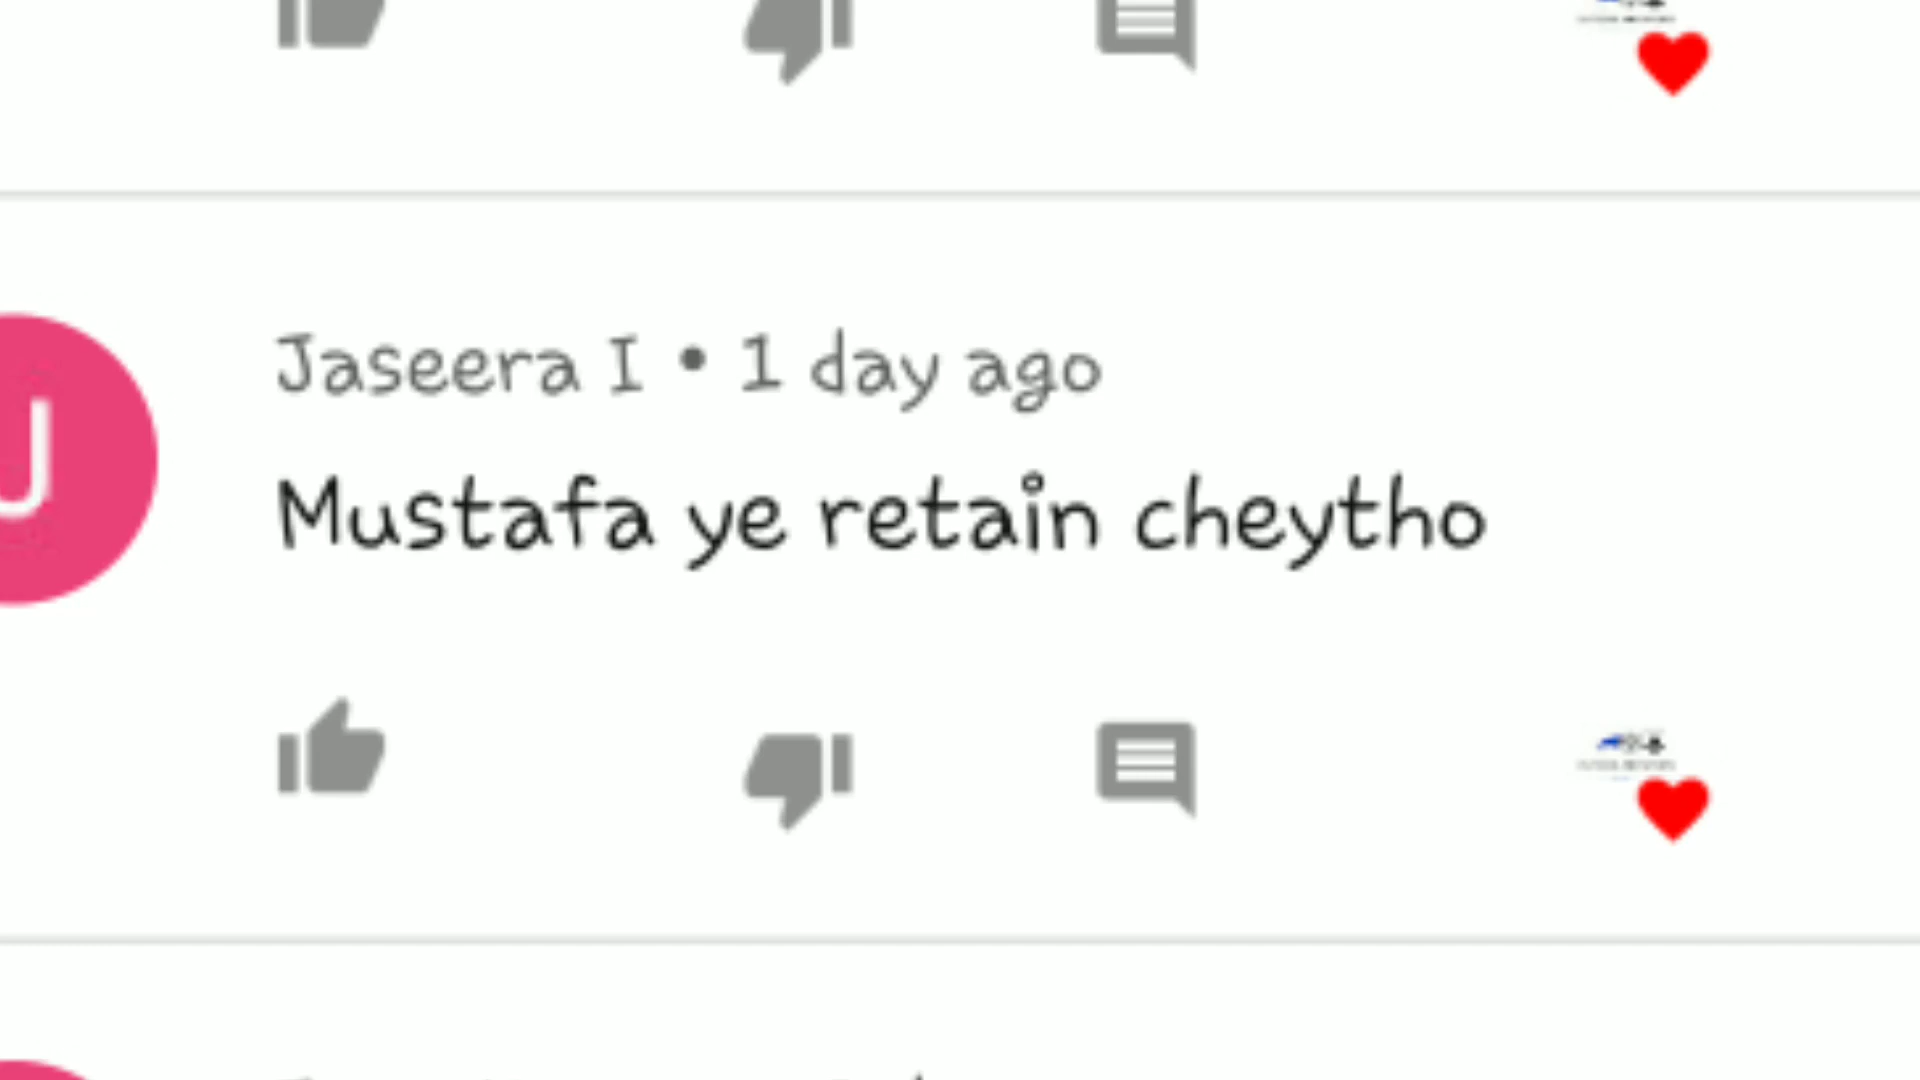 J
Jaseera I • 1 day ago
Mustafa ye retain cheytho